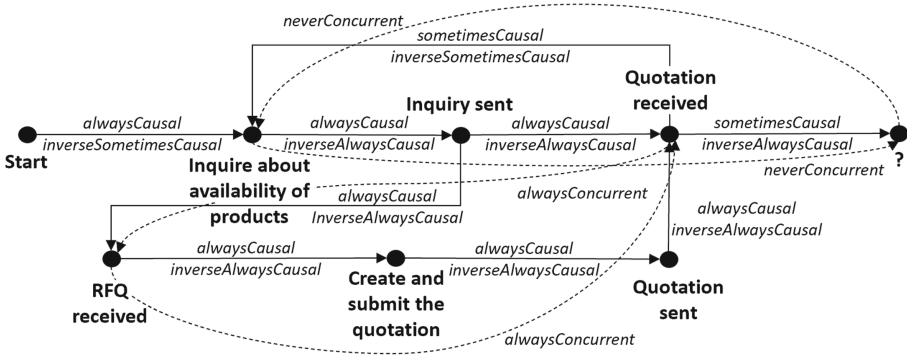 neverConcurrent
sometimesCausal
inverseSometimesCausal
Quotation
received
Inquiry sent
alwaysCausal
inverseSometimesCausal
alwaysCausal
inverseAlwaysCausal
alwaysCausal
inverseAlwaysCausal
sometimesCausal
inverseAlwaysCausal
Start
?
Inquire about
availability of
products
neverConcurrent
alwaysConcurrent
alwaysCausal
InverseAlwaysCausal
alwaysCausal
inverseAlwaysCausal
alwaysCausal
inverseAlwaysCausal
alwaysCausal
inverseAlwaysCausal
RFQ
received
Create and
submit the
quotation
Quotation
sent
alwaysConcurrent